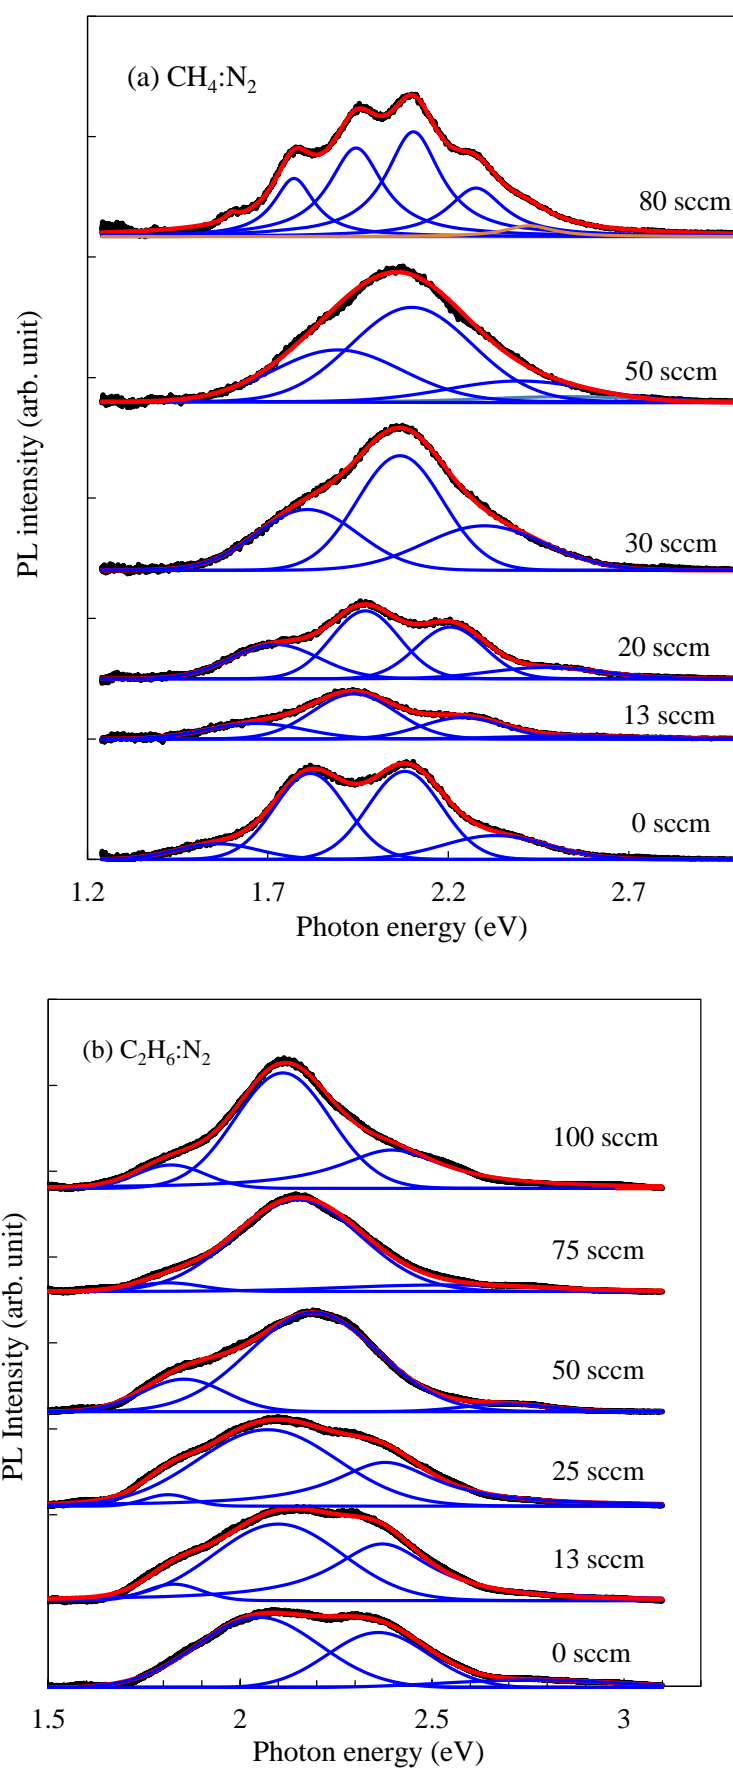 (a) CH₄:N₂
80 sccm
50 sccm
30 sccm
20 sccm
13 sccm
0 sccm
PL intensity (arb. unit)
1.2 1.7 2.2 2.7
Photon energy (eV)
(b) C₂H₆:N₂
100 sccm
75 sccm
50 sccm
25 sccm
13 sccm
0 sccm
PL Intensity (arb. unit)
1.5 2 2.5 3
Photon energy (eV)